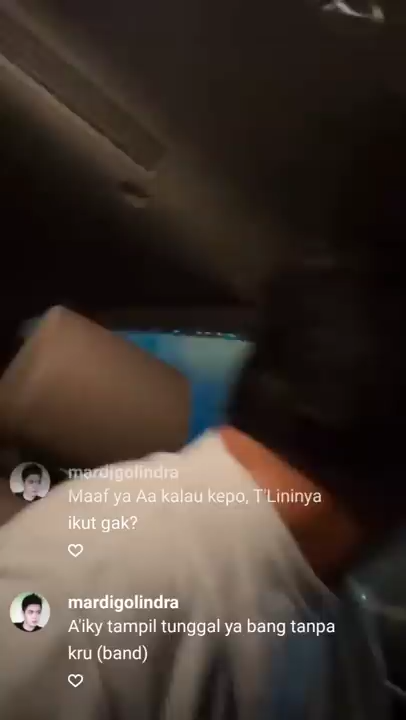 mardigolindra
Maaf ya Aa kalau kepo, T'Lininya
ikut gak?
mardigolindra
A'iky tampil tunggal ya bang tanpa
kru (band)